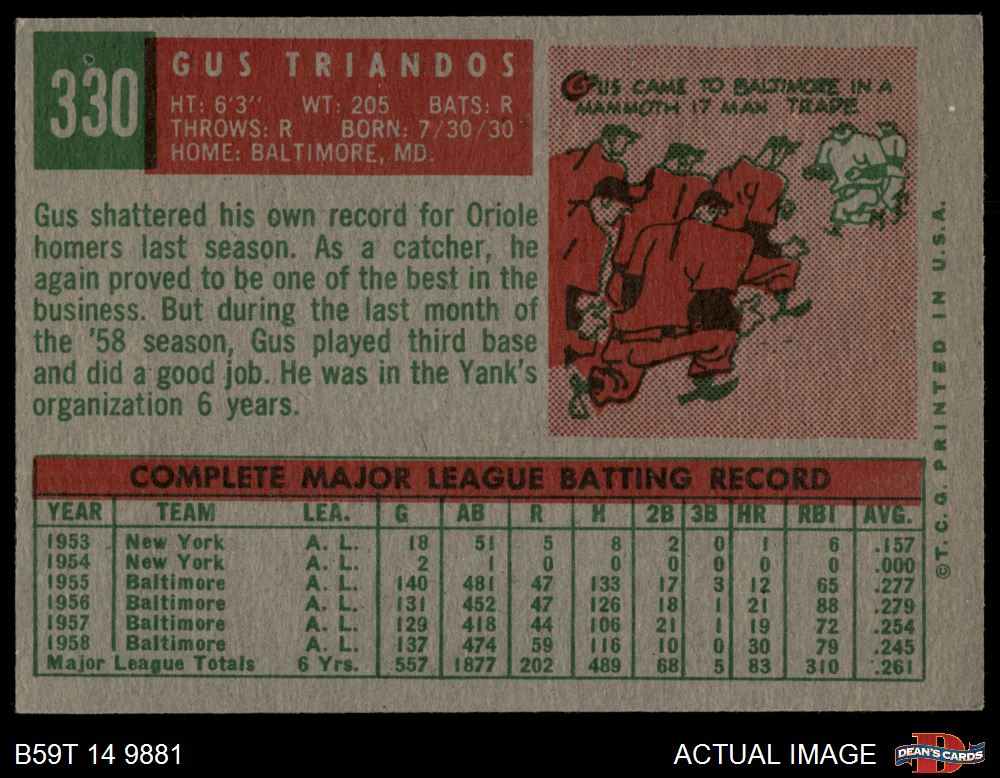 330
GUS TRIANDOS
HT: 6'3" WT: 205 BATS: R
THROWS: R BORN: 7/30/30
HOME: BALTIMORE, MD.
GUS CAME TO BALTIMORE IN A
MAMMOTH 17 MAN TRADE
Gus shattered his own record for Oriole
homers last season. As a catcher, he
again proved to be one of the best in the
business. But during the last month of
the '58 season, Gus played third base
and did a good job. He was in the Yank's
organization 6 years.
COMPLETE MAJOR LEAGUE BATTING RECORD
YEAR TEAM LEA. G AB R H 2B 3B HR RBI AVG.
1953 New York A. L. 18 51 5 8 2 0 1 6 .157
1954 New York A. L. 2 1 0 0 0 0 0 0 .000
1955 Baltimore A. L. 140 481 47 133 17 3 12 65 .277
1956 Baltimore A. L. 131 452 47 126 18 1 21 88 .279
1957 Baltimore A. L. 129 418 44 106 21 1 19 72 .254
1958 Baltimore A. L. 137 474 59 116 10 0 30 79 .245
Major League Totals 6 Yrs. 557 1877 202 489 68 5 83 310 .261
©T. C. G. PRINTED IN U.S.A.
B59T 14 9881
ACTUAL IMAGE
DEAN'S CARDS